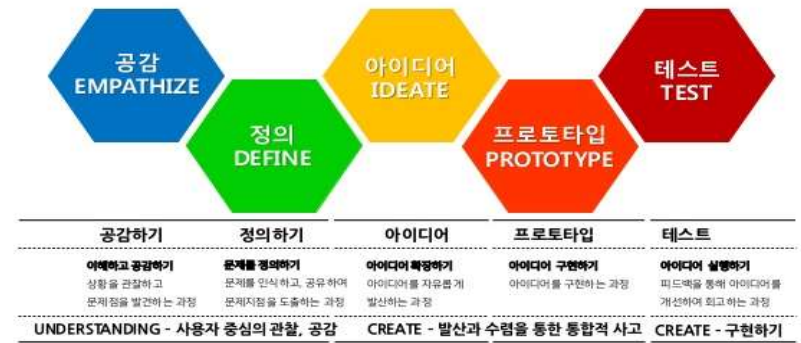 공감
EMPATHIZE
정의
DEFINE
아이디어
IDEATE
프로토타입
PROTOTYPE
테스트
TEST
공감하기 정의하기 아이디어 프로토타입 테스트
이해하고 공감하기 문제를 정의하기 아이디어 확장하기 아이디어 구현하기 아이디어 실행하기
상황을 관찰하고 문제를 인식하고, 공유하여 아이디어를 자유롭게 아이디어를 구현하는 과정 피드백을 통해 아이디어를
문제점을 발견하는 과정 문제지점을 도출하는 과정 발산하는 과정 개선하여 회고하는 과정
UNDERSTANDING - 사용자 중심의 관찰, 공감 CREATE - 발산과 수렴을 통한 통합적 사고 CREATE - 구현하기